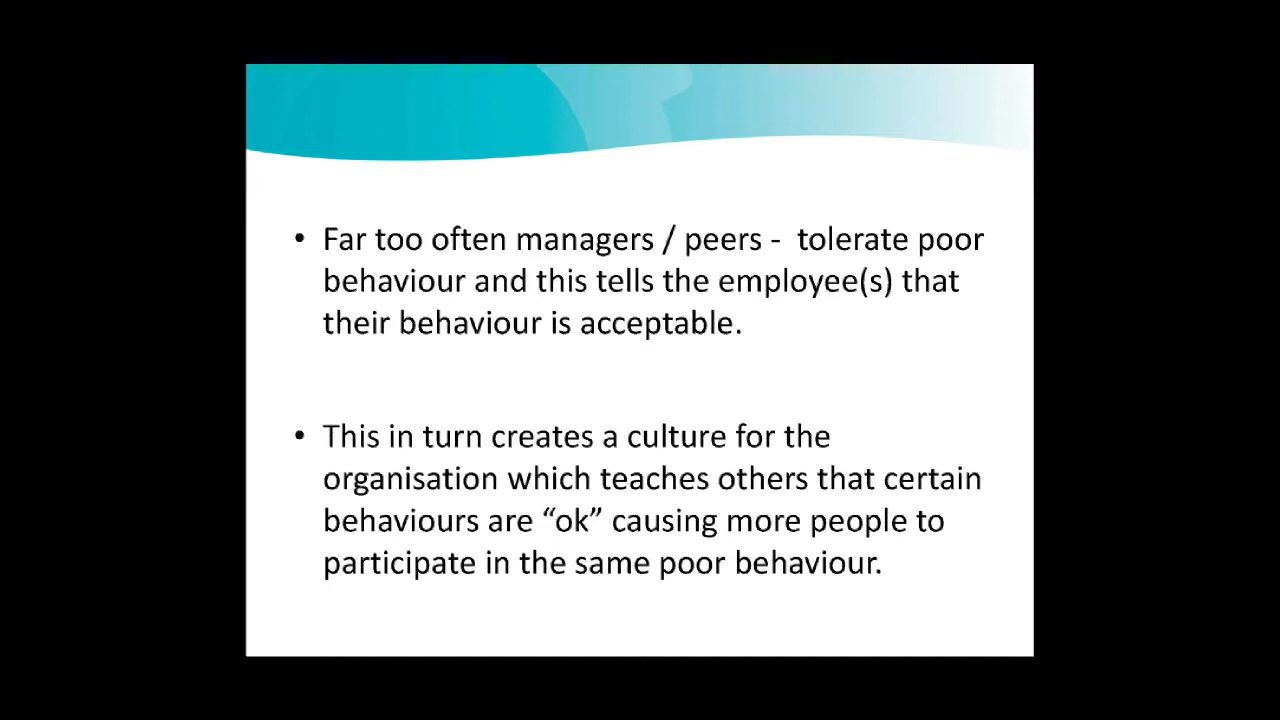 • Far too often managers / peers -  tolerate poor
behaviour and this tells the employee(s) that
their behaviour is acceptable.
• This in turn creates a culture for the
organisation which teaches others that certain
behaviours are “ok” causing more people to
participate in the same poor behaviour.